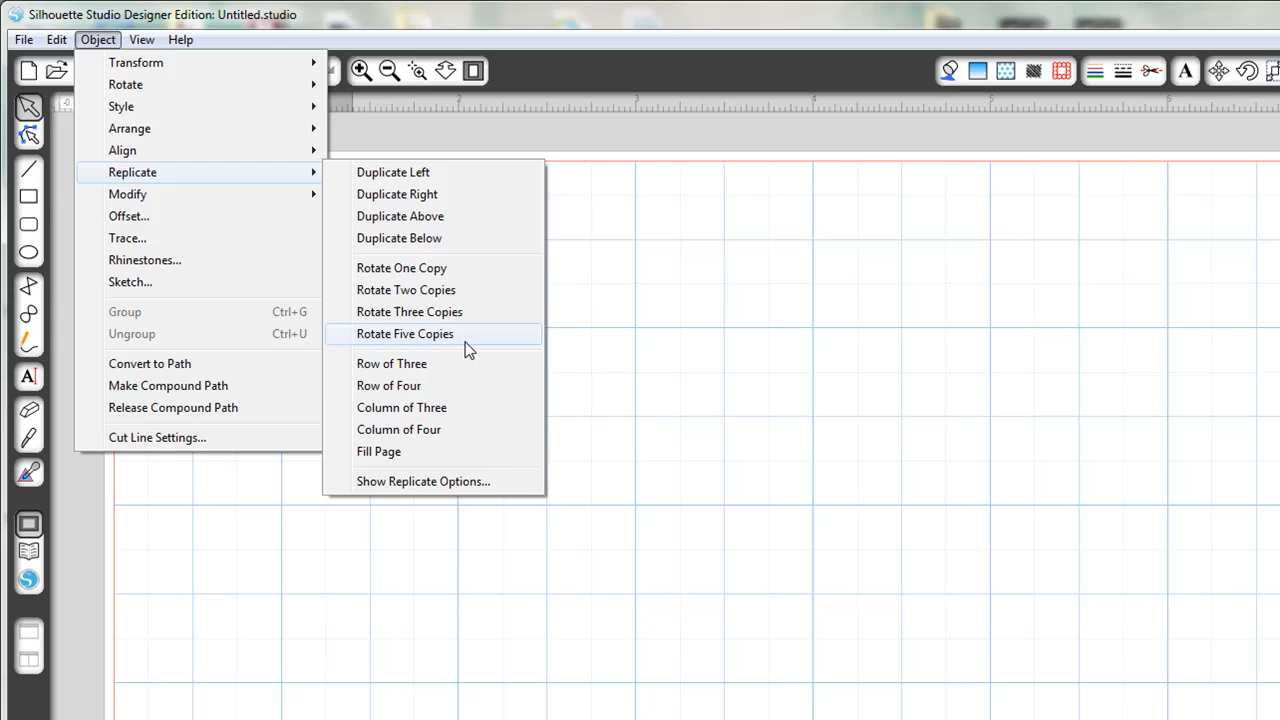 Silhouette Studio Designer Edition: Untitled.studio
File Edit Object View Help
Transform
Rotate
Style
Arrange
Align
Replicate
Modify
Offset...
Trace...
Rhinestones...
Sketch...
Group Ctrl+G
Ungroup Ctrl+U
Convert to Path
Make Compound Path
Release Compound Path
Cut Line Settings...
Duplicate Left
Duplicate Right
Duplicate Above
Duplicate Below
Rotate One Copy
Rotate Two Copies
Rotate Three Copies
Rotate Five Copies
Row of Three
Row of Four
Column of Three
Column of Four
Fill Page
Show Replicate Options...
A
2 3 4 5 6
A